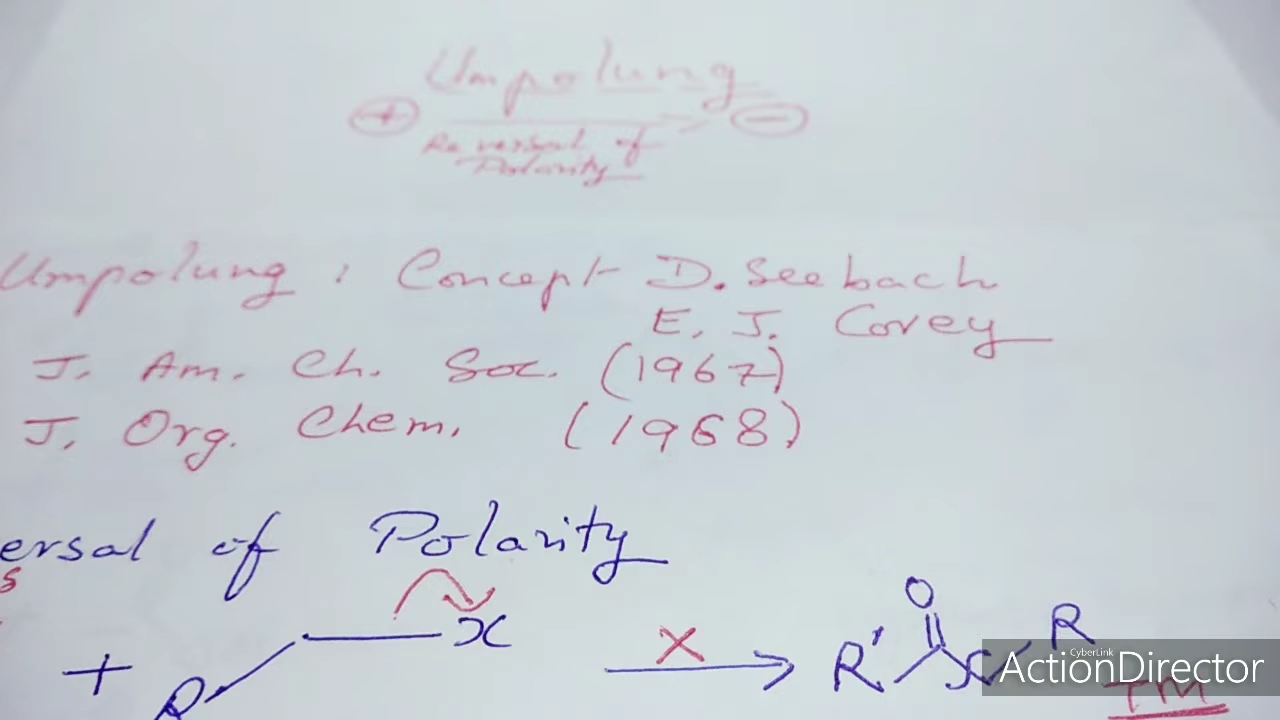 Umpolung
+ −
Reversal of
Polarity
Umpolung : Concept D. Seebach
E. J. Corey
J. Am. Ch. Soc. (1967)
J. Org. Chem. (1968)
ersal of Polarity
s
+ R X X O R' R
TM
CyberLink
ActionDirector